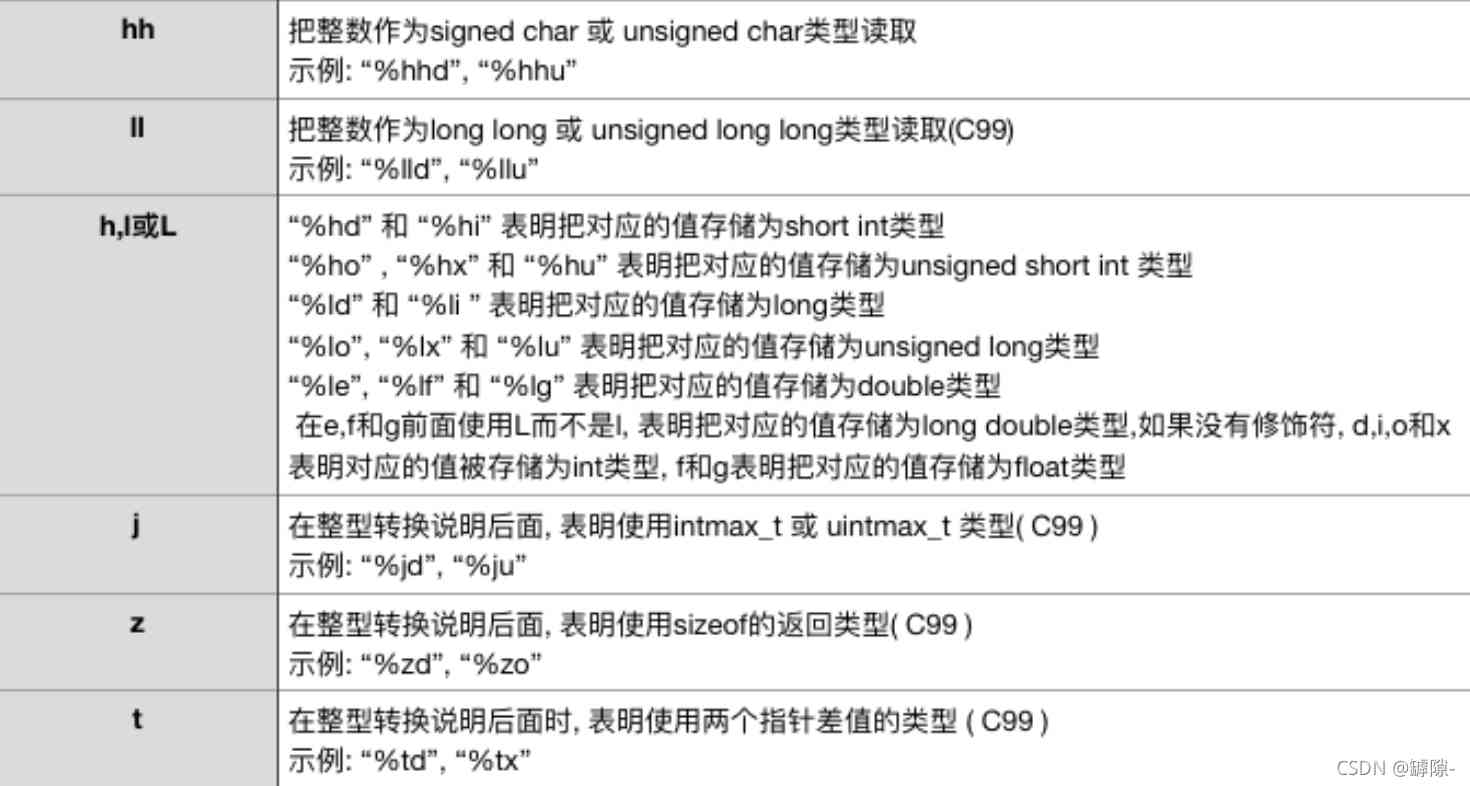 hh
把整数作为signed char 或 unsigned char类型读取
示例: “%hhd”, “%hhu”
ll
把整数作为long long 或 unsigned long long类型读取(C99)
示例: “%lld”, “%llu”
h,l或L
“%hd” 和 “%hi” 表明把对应的值存储为short int类型
“%ho” , “%hx” 和 “%hu” 表明把对应的值存储为unsigned short int 类型
“%ld” 和 “%li ” 表明把对应的值存储为long类型
“%lo”, “%lx” 和 “%lu” 表明把对应的值存储为unsigned long类型
“%le”, “%lf” 和 “%lg” 表明把对应的值存储为double类型
在e,f和g前面使用L而不是l, 表明把对应的值存储为long double类型,如果没有修饰符, d,i,o和x
表明对应的值被存储为int类型, f和g表明把对应的值存储为float类型
j
在整型转换说明后面, 表明使用intmax_t 或 uintmax_t 类型( C99 )
示例: “%jd”, “%ju”
z
在整型转换说明后面, 表明使用sizeof的返回类型( C99 )
示例: “%zd”, “%zo”
t
在整型转换说明后面时, 表明使用两个指针差值的类型 ( C99 )
示例: “%td”, “%tx”
CSDN @罅隙-